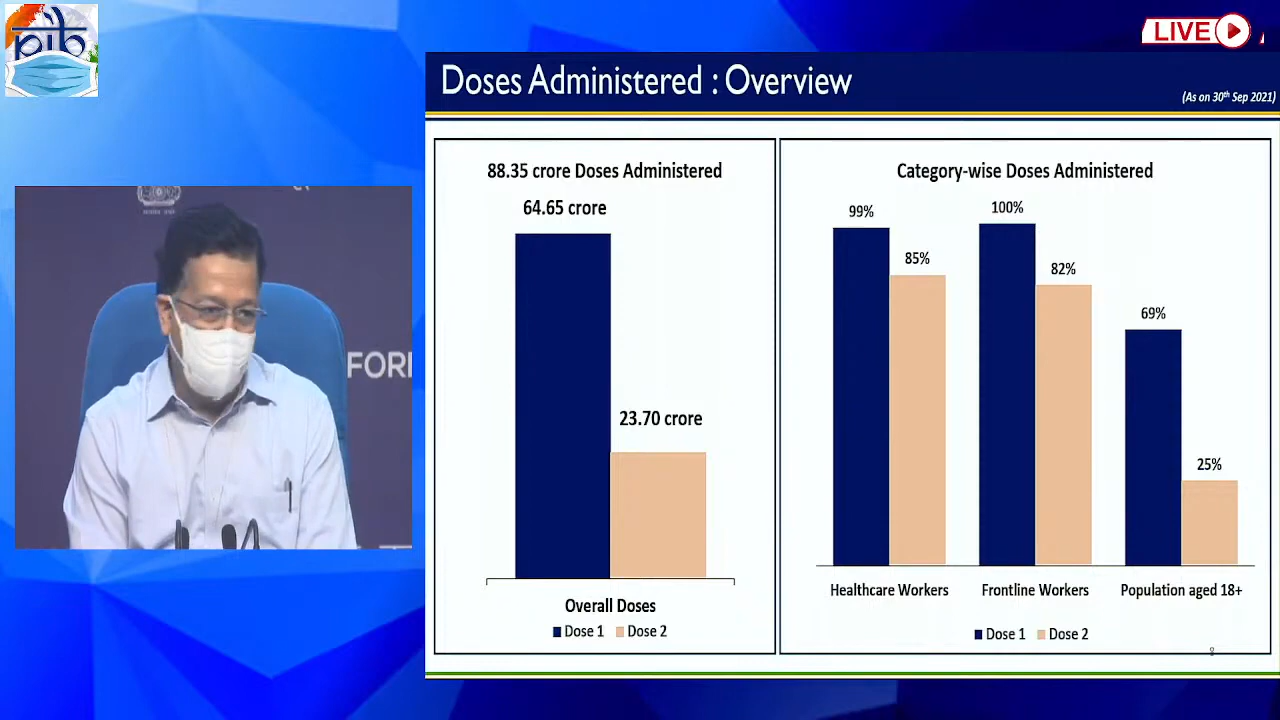 pib
LIVE
Doses Administered : Overview
(As on 30th Sep 2021)
88.35 crore Doses Administered
64.65 crore
23.70 crore
Overall Doses
Dose 1 Dose 2
Category-wise Doses Administered
99%
85%
100%
82%
69%
25%
Healthcare Workers Frontline Workers Population aged 18+
Dose 1 Dose 2
8
FOR